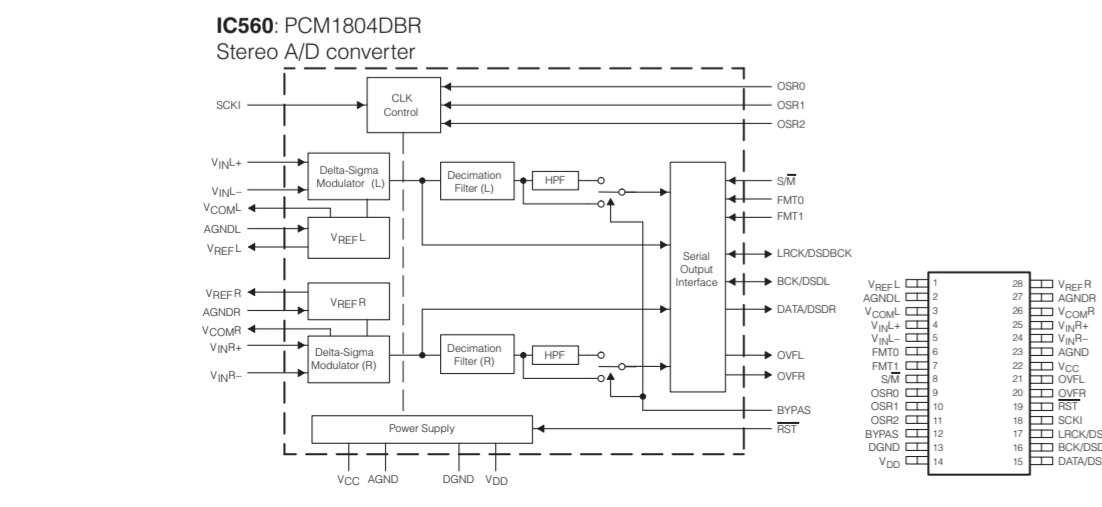 IC560: PCM1804DBR
Stereo A/D converter
SCKI
CLK
Control
OSR0
OSR1
OSR2
VINL+
VINL–
VCOML
AGNDL
VREFL
Delta-Sigma
Modulator (L)
VREFL
Decimation
Filter (L)
HPF
Serial
Output
Interface
S/M
FMT0
FMT1
LRCK/DSDBCK
BCK/DSDL
DATA/DSDR
OVFL
OVFR
BYPAS
RST
VREFR
AGNDR
VCOMR
VINR+
VINR–
VREFR
Delta-Sigma
Modulator (R)
Decimation
Filter (R)
HPF
Power Supply
VCC AGND DGND VDD
VREFL 1 28 VREFR
AGNDL 2 27 AGNDR
VCOML 3 26 VCOMR
VINL+ 4 25 VINR+
VINL– 5 24 VINR–
FMT0 6 23 AGND
FMT1 7 22 VCC
S/M 8 21 OVFL
OSR0 9 20 OVFR
OSR1 10 19 RST
OSR2 11 18 SCKI
BYPAS 12 17 LRCK/DS
DGND 13 16 BCK/DSD
VDD 14 15 DATA/DS